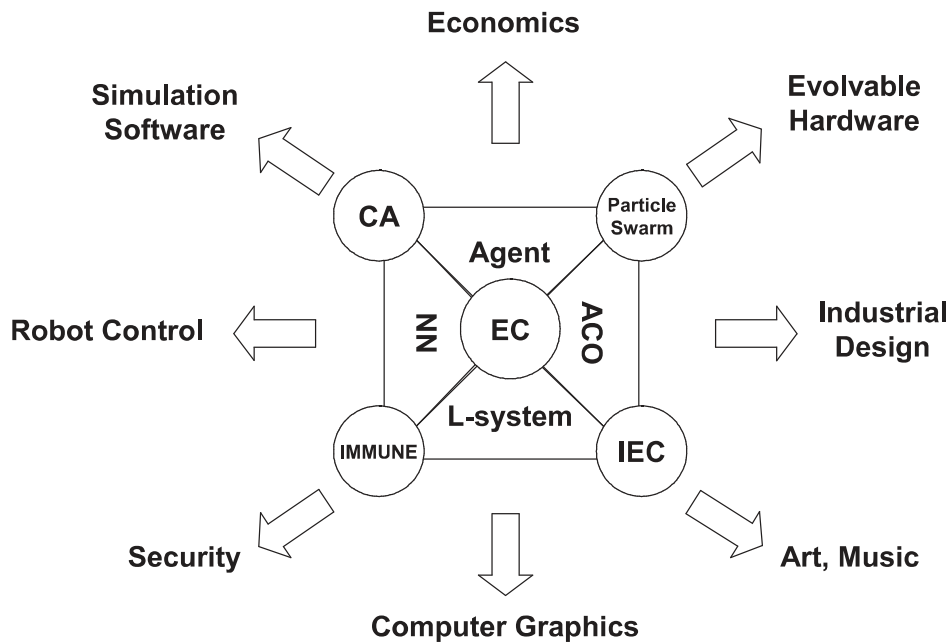 Economics
Simulation
Software
Evolvable
Hardware
CA
Particle
Swarm
Agent
Robot Control
NN
EC
ACO
Industrial
Design
L-system
IMMUNE
IEC
Security
Art, Music
Computer Graphics